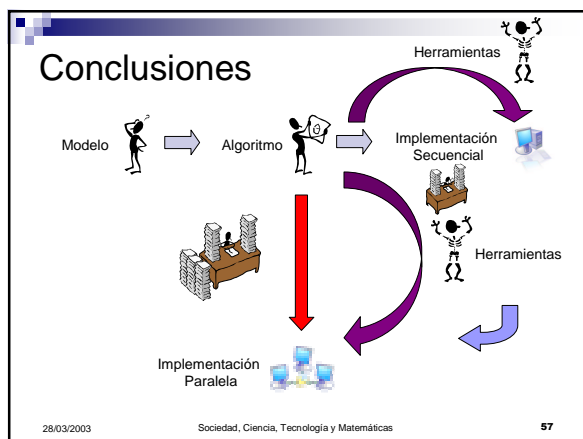 Conclusiones
Herramientas
Modelo
Algoritmo
Implementación
Secuencial
Herramientas
Implementación
Paralela
28/03/2003
Sociedad, Ciencia, Tecnología y Matemáticas
57